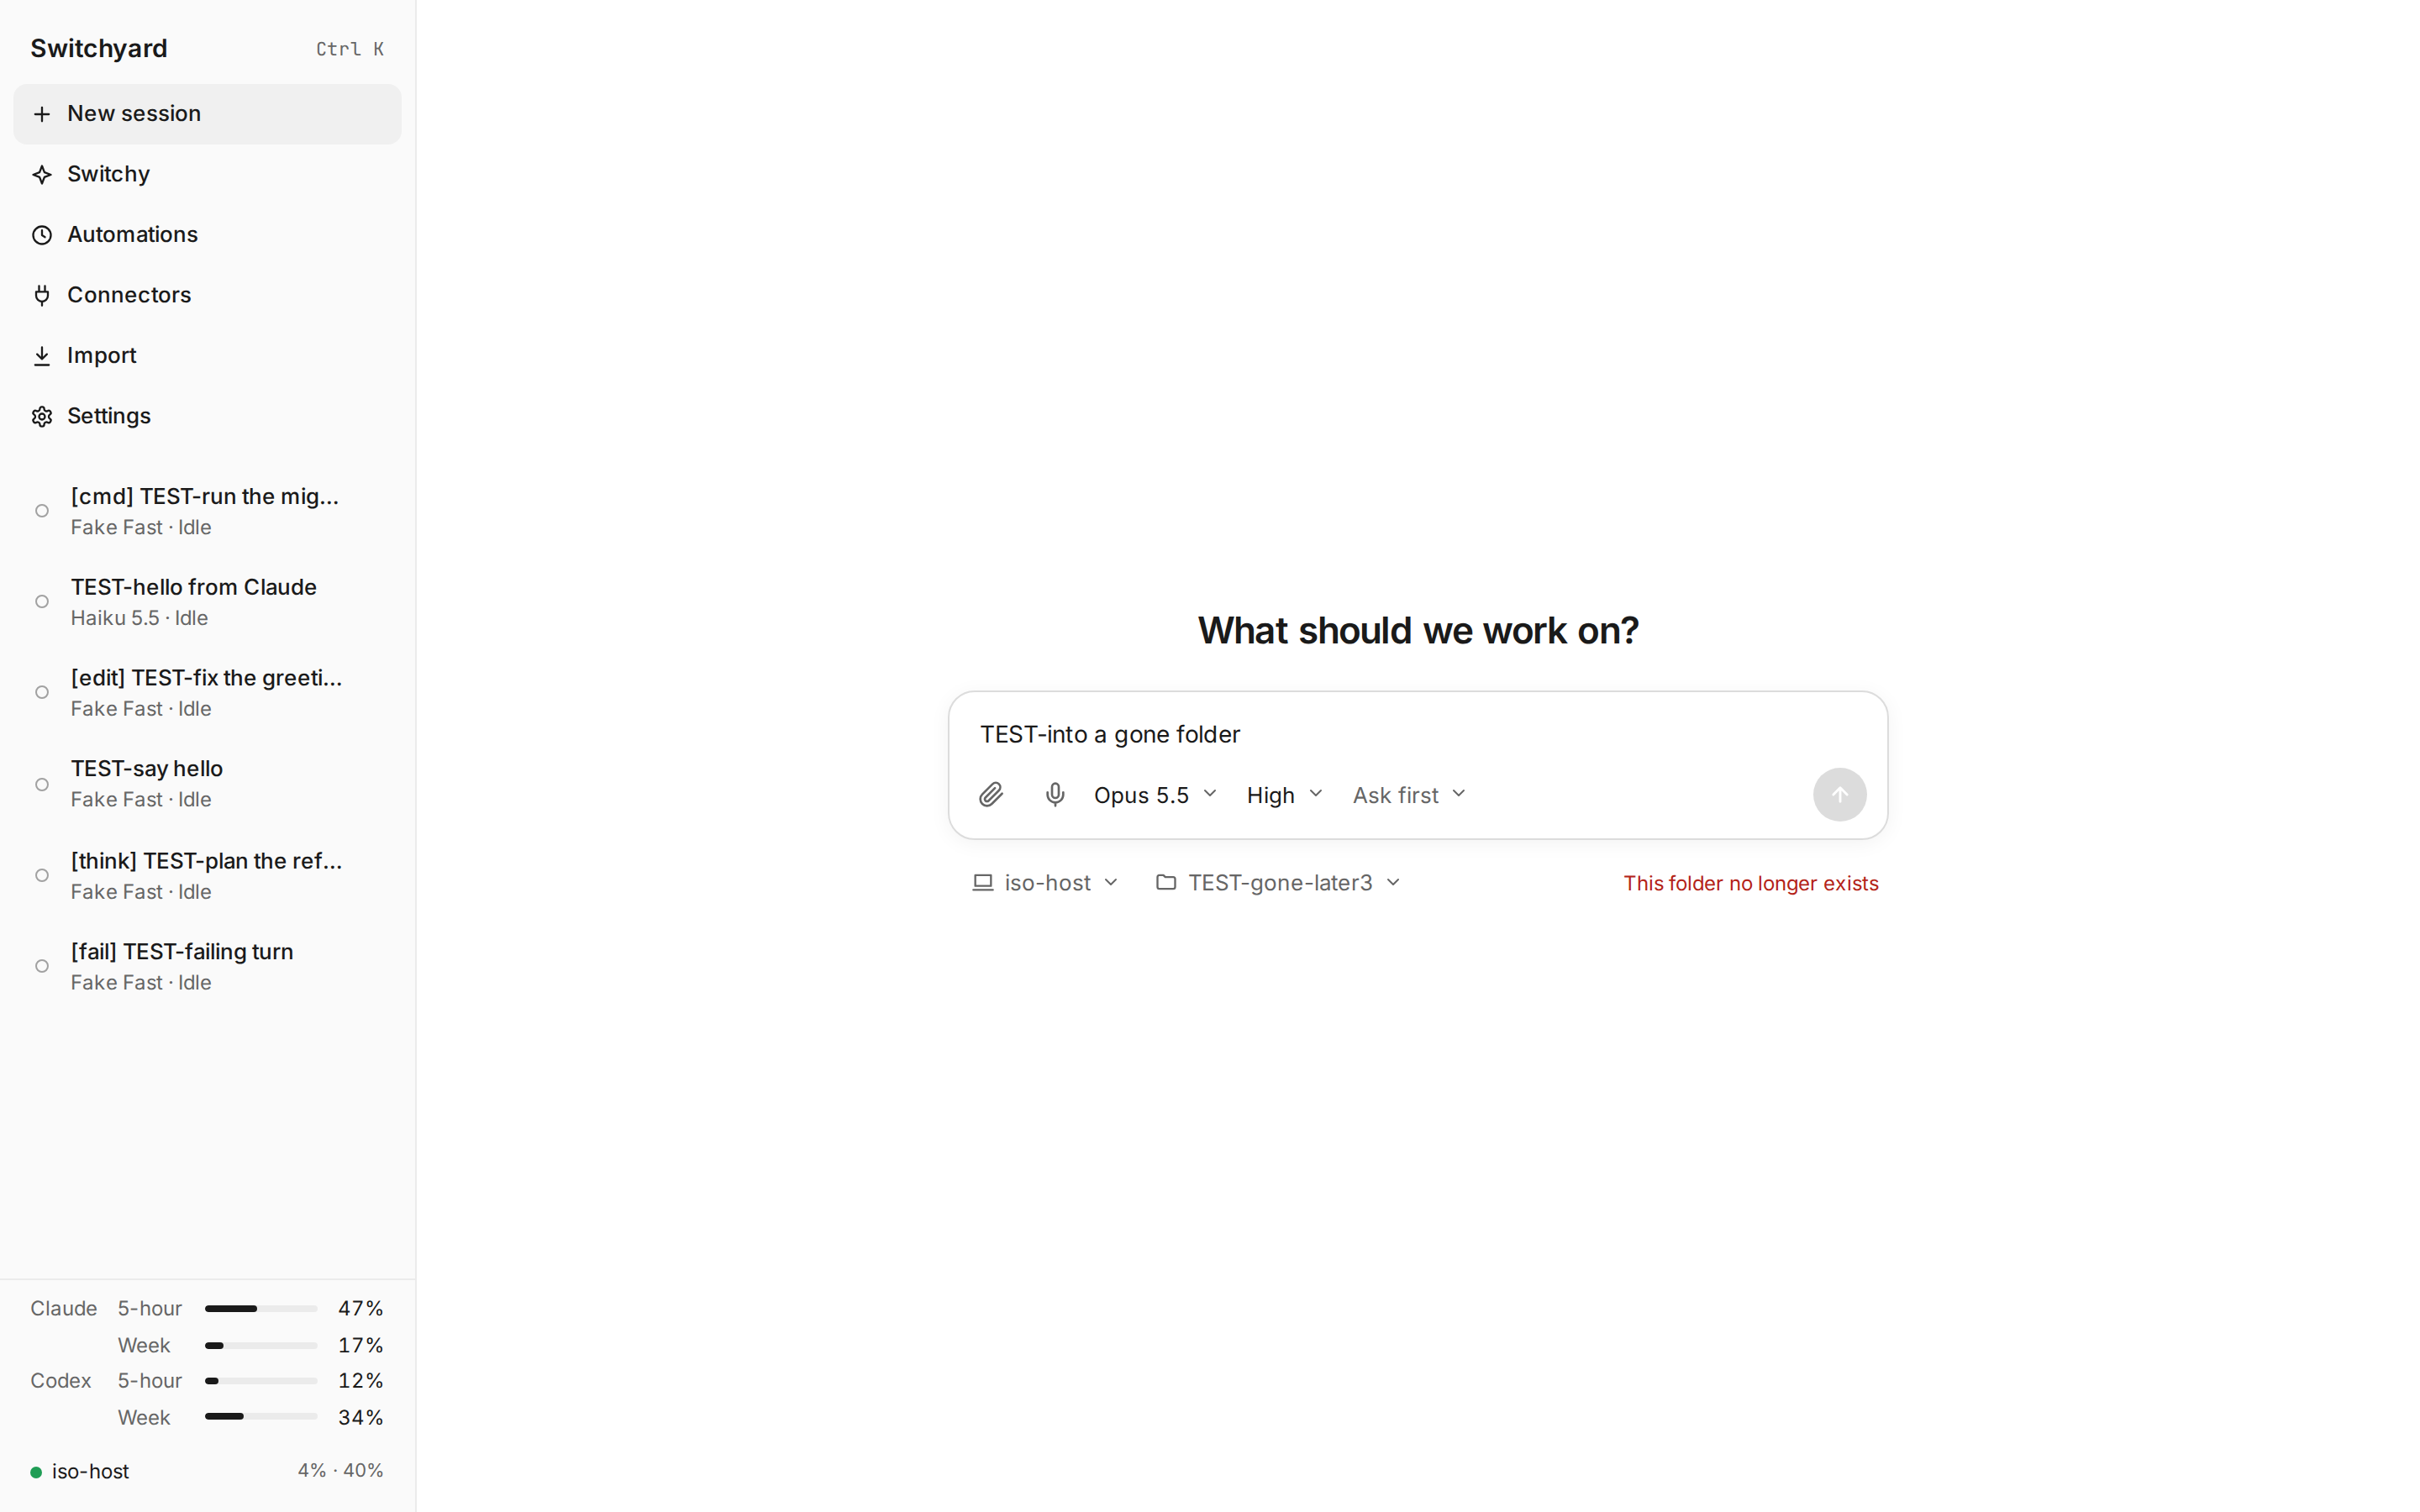 Switchyard Ctrl K
New session
Switchy
Automations
Connectors
Import
Settings
[cmd] TEST-run the mig...
Fake Fast · Idle
TEST-hello from Claude
Haiku 5.5 · Idle
[edit] TEST-fix the greeti...
Fake Fast · Idle
TEST-say hello
Fake Fast · Idle
[think] TEST-plan the ref...
Fake Fast · Idle
[fail] TEST-failing turn
Fake Fast · Idle
Claude 5-hour 47%
Week 17%
Codex 5-hour 12%
Week 34%
iso-host 4% · 40%
What should we work on?
TEST-into a gone folder
Opus 5.5 High Ask first
iso-host TEST-gone-later3 This folder no longer exists